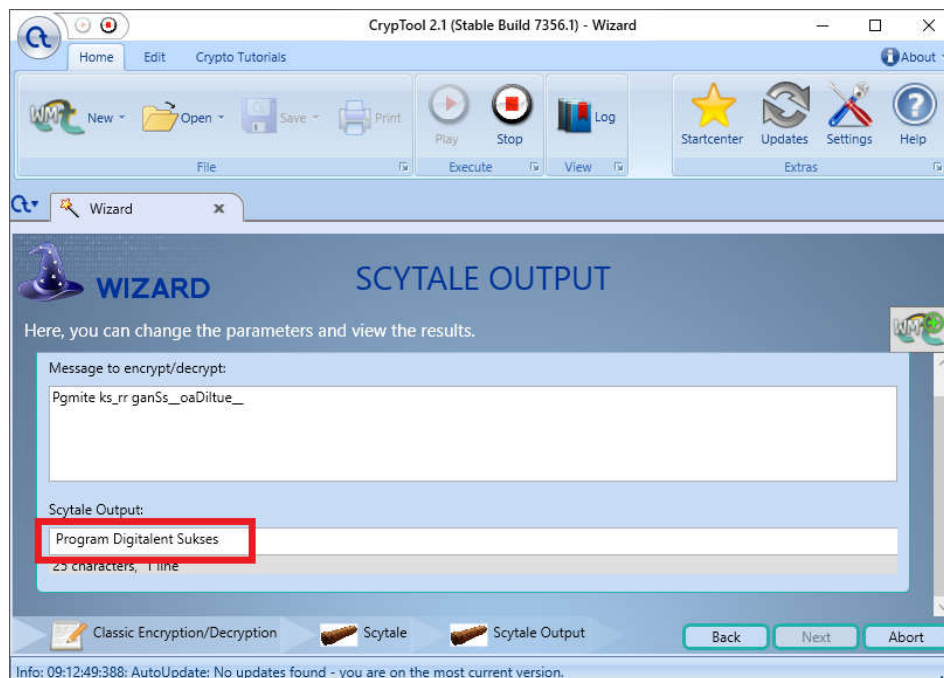 CrypTool 2.1 (Stable Build 7356.1) - Wizard
Home Edit Crypto Tutorials About
New Open Save Print Play Stop Log Startcenter Updates Settings Help
File Execute View Extras
Wizard
WIZARD SCYTALE OUTPUT
Here, you can change the parameters and view the results.
Message to encrypt/decrypt:
Pgmite ks_rr ganSs__oaDiltue__
Scytale Output:
Program Digitalent Sukses
25 characters, 1 line
Classic Encryption/Decryption Scytale Scytale Output Back Next Abort
Info: 09:12:49:388: AutoUpdate: No updates found - you are on the most current version.